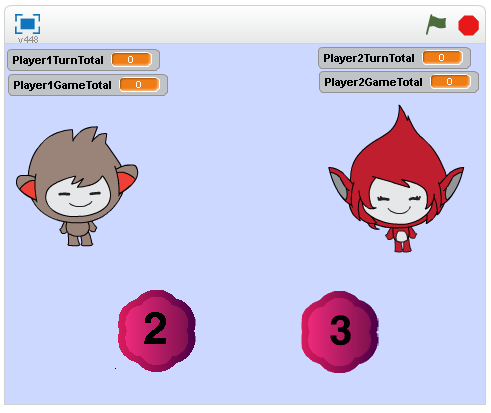 v448
Player1TurnTotal 0
Player2TurnTotal 0
Player1GameTotal 0
Player2GameTotal 0
2
3